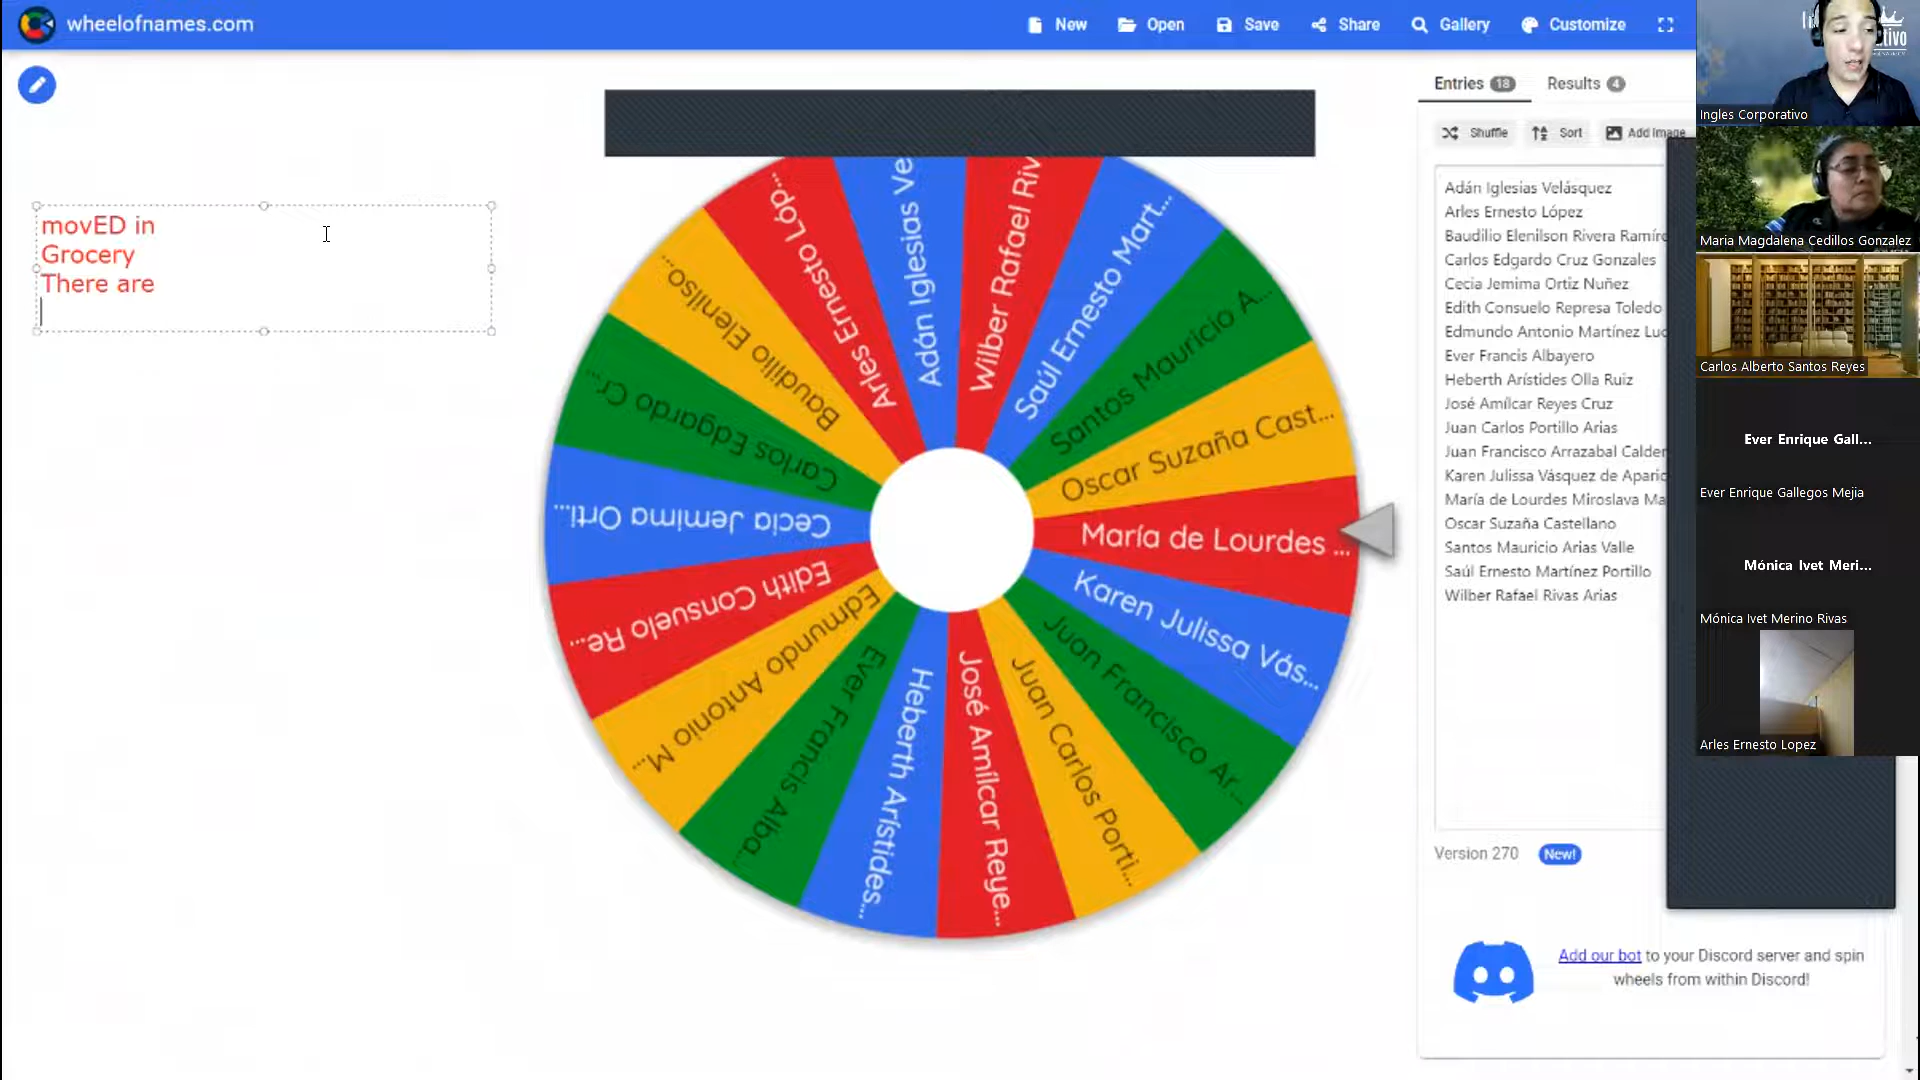 wheelofnames.com
New
Open
Save
Share
Gallery
Customize
movED in
Grocery
There are
Entries 18
Results 4
Shuffle
Sort
Add image
Adán Iglesias Velásquez
Arles Ernesto López
Baudilio Elenilson Rivera Ramíre
Carlos Edgardo Cruz Gonzales
Cecia Jemima Ortiz Nuñez
Edith Consuelo Represa Toledo
Edmundo Antonio Martínez Luc
Ever Francis Albayero
Heberth Arístides Olla Ruiz
José Amílcar Reyes Cruz
Juan Carlos Portillo Arias
Juan Francisco Arrazabal Calder
Karen Julissa Vásquez de Aparic
María de Lourdes Miroslava Ma
Oscar Suzaña Castellano
Santos Mauricio Arias Valle
Saúl Ernesto Martínez Portillo
Wilber Rafael Rivas Arias
Version 270
New!
Add our bot to your Discord server and spin
wheels from within Discord!
Adán Iglesias Ve
Wilber Rafael Riv
Saúl Ernesto Mart...
Santos Mauricio A...
Oscar Suzaña Cast...
María de Lourdes ...
Karen Julissa Vás...
Juan Francisco Ar...
Juan Carlos Porti...
José Amílcar Reye...
Heberth Arístides...
Ever Francis Alba...
Edmundo Antonio M...
Edith Consuelo Re...
Cecia Jemima Orti...
Carlos Edgardo Cr...
Baudilio Elenilso...
Arles Ernesto Lóp...
Ingles Corporativo
Maria Magdalena Cedillos Gonzalez
Carlos Alberto Santos Reyes
Ever Enrique Gall...
Ever Enrique Gallegos Mejia
Mónica Ivet Meri...
Mónica Ivet Merino Rivas
Arles Ernesto Lopez